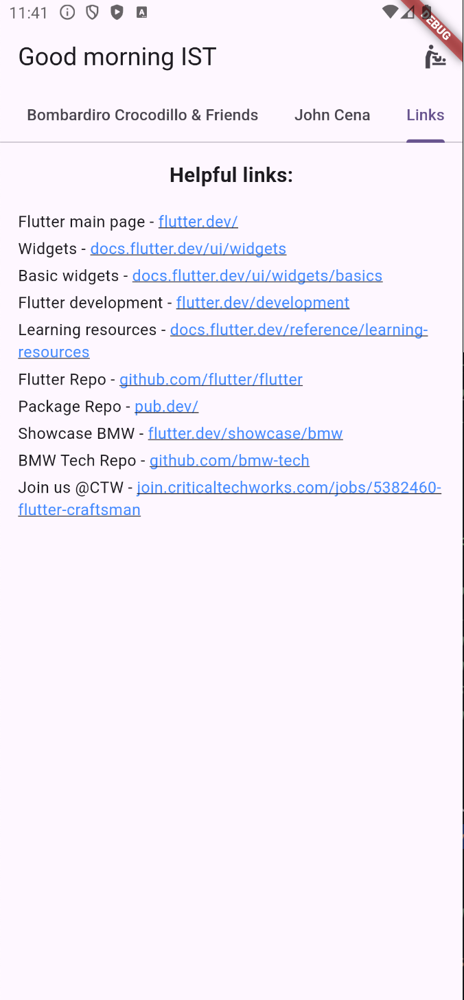 11:41
A
DEBUG
Good morning IST
Bombardiro Crocodillo & Friends John Cena Links
Helpful links:
Flutter main page - flutter.dev/
Widgets - docs.flutter.dev/ui/widgets
Basic widgets - docs.flutter.dev/ui/widgets/basics
Flutter development - flutter.dev/development
Learning resources - docs.flutter.dev/reference/learning-
resources
Flutter Repo - github.com/flutter/flutter
Package Repo - pub.dev/
Showcase BMW - flutter.dev/showcase/bmw
BMW Tech Repo - github.com/bmw-tech
Join us @CTW - join.criticaltechworks.com/jobs/5382460-
flutter-craftsman